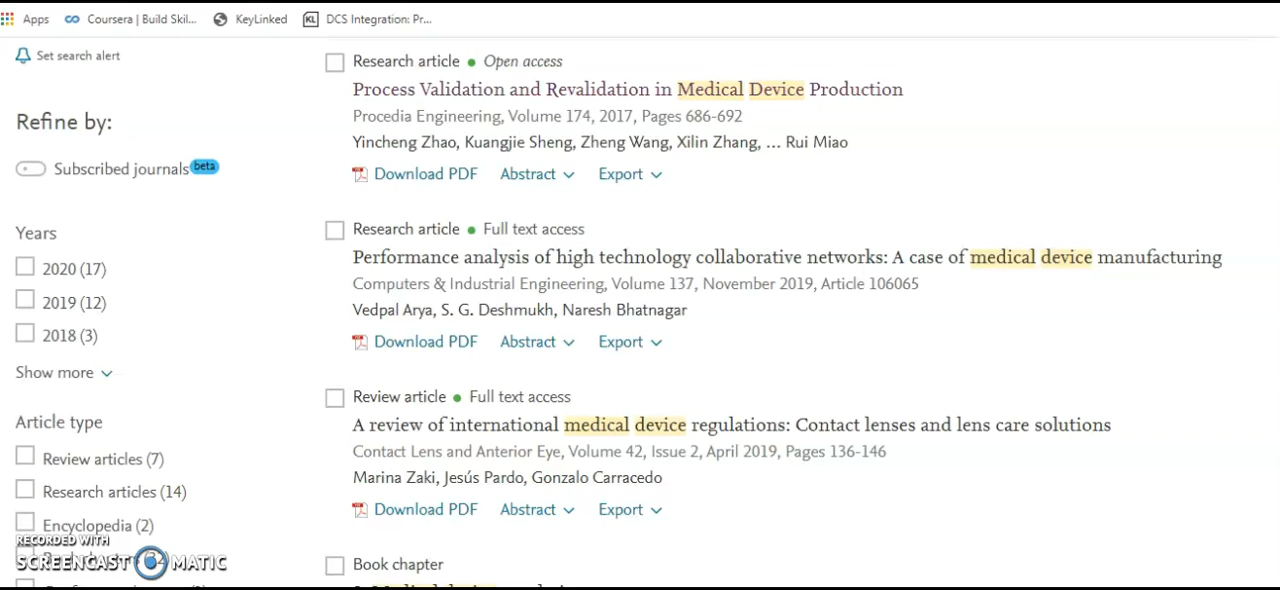 Apps Coursera | Build Skil... KeyLinked KL DCS Integration: Pr...
Set search alert
Refine by:
Subscribed journals beta
Years
2020 (17)
2019 (12)
2018 (3)
Show more
Article type
Review articles (7)
Research articles (14)
Encyclopedia (2)
RECORDED WITH
SCREENCAST MATIC
Research article Open access
Process Validation and Revalidation in Medical Device Production
Procedia Engineering, Volume 174, 2017, Pages 686-692
Yincheng Zhao, Kuangjie Sheng, Zheng Wang, Xilin Zhang, ... Rui Miao
Download PDF Abstract Export
Research article Full text access
Performance analysis of high technology collaborative networks: A case of medical device manufacturing
Computers & Industrial Engineering, Volume 137, November 2019, Article 106065
Vedpal Arya, S. G. Deshmukh, Naresh Bhatnagar
Download PDF Abstract Export
Review article Full text access
A review of international medical device regulations: Contact lenses and lens care solutions
Contact Lens and Anterior Eye, Volume 42, Issue 2, April 2019, Pages 136-146
Marina Zaki, Jesús Pardo, Gonzalo Carracedo
Download PDF Abstract Export
Book chapter